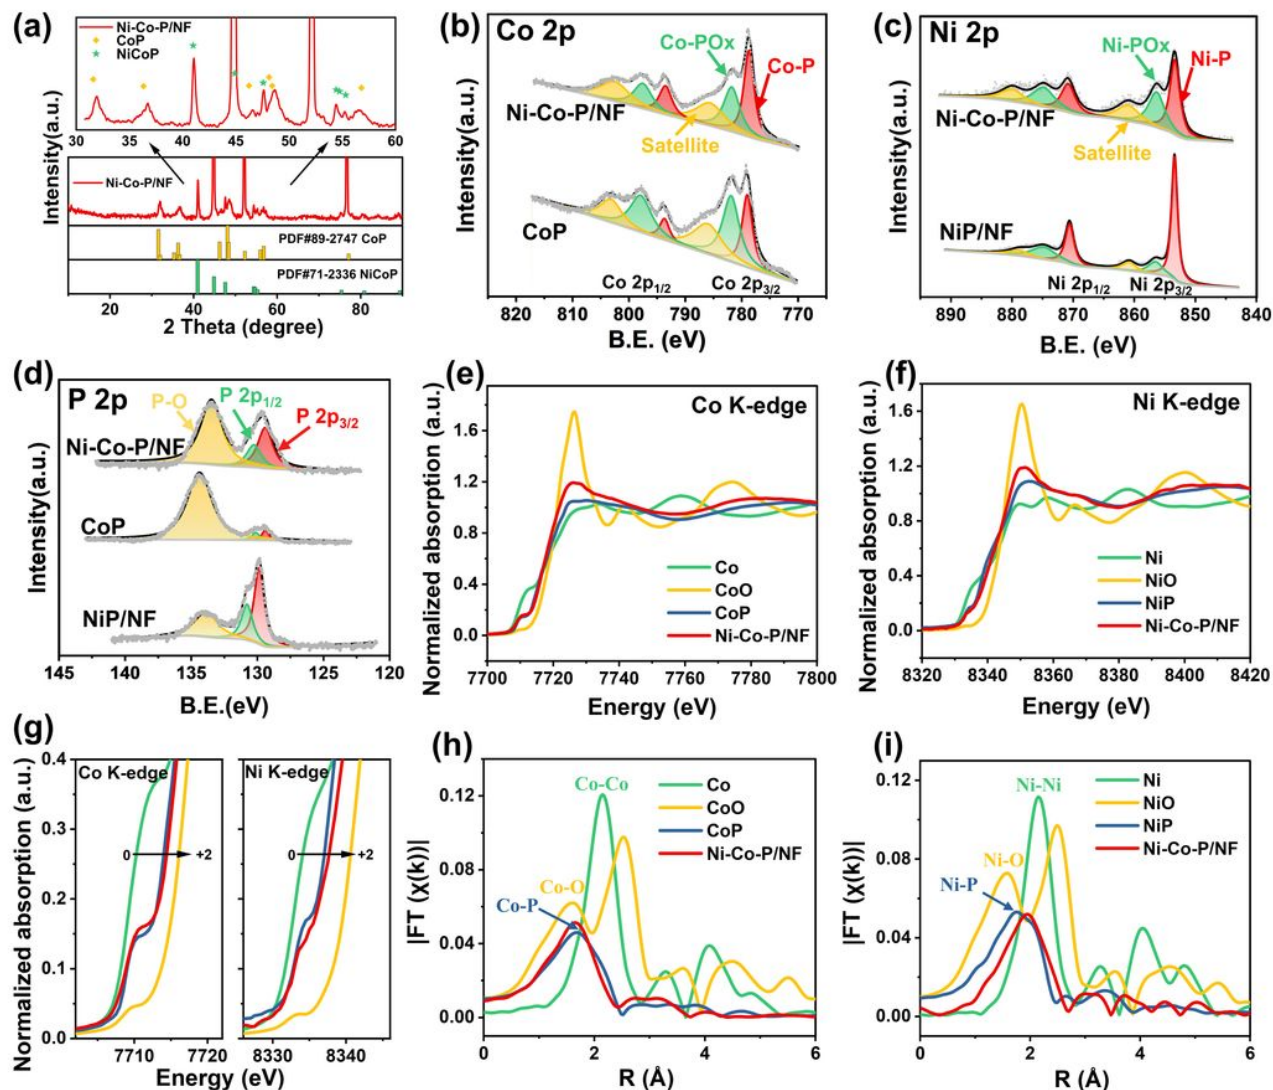 (a)
Ni-Co-P/NF
CoP
NiCoP
30 35 40 45 50 55 60
Ni-Co-P/NF
PDF#89-2747 CoP
PDF#71-2336 NiCoP
20 40 60 80
2 Theta (degree)
Intensity(a.u.)
(b)
Co 2p
Co-POx
Co-P
Ni-Co-P/NF
Satellite
CoP
Co 2p1/2 Co 2p3/2
820 810 800 790 780 770
B.E. (eV)
Intensity(a.u.)
(c)
Ni 2p
Ni-POx
Ni-P
Ni-Co-P/NF
Satellite
NiP/NF
Ni 2p1/2 Ni 2p3/2
890 880 870 860 850 840
B.E. (eV)
Intensity(a.u.)
(d)
P 2p
P-O
P 2p1/2
P 2p3/2
Ni-Co-P/NF
CoP
NiP/NF
145 140 135 130 125 120
B.E.(eV)
Intensity(a.u.)
(e)
Co K-edge
1.6
1.2
0.8
0.4
0.0
Co
CoO
CoP
Ni-Co-P/NF
7700 7720 7740 7760 7780 7800
Energy (eV)
Normalized absorption (a.u.)
(f)
Ni K-edge
1.6
1.2
0.8
0.4
0.0
Ni
NiO
NiP
Ni-Co-P/NF
8320 8340 8360 8380 8400 8420
Energy (eV)
Normalized absorption (a.u.)
(g)
Co K-edge
Ni K-edge
0.4
0.3
0.2
0.1
0.0
0 +2
0 +2
7710 7720
8330 8340
Energy (eV)
Normalized absorption (a.u.)
(h)
Co-Co
Co-O
Co-P
Co
CoO
CoP
Ni-Co-P/NF
0.12
0.08
0.04
0.00
0 2 4 6
R (Å)
|FT (χ(k))|
(i)
Ni-Ni
Ni-O
Ni-P
Ni
NiO
NiP
Ni-Co-P/NF
0.12
0.08
0.04
0.00
0 2 4 6
R (Å)
|FT (χ(k))|